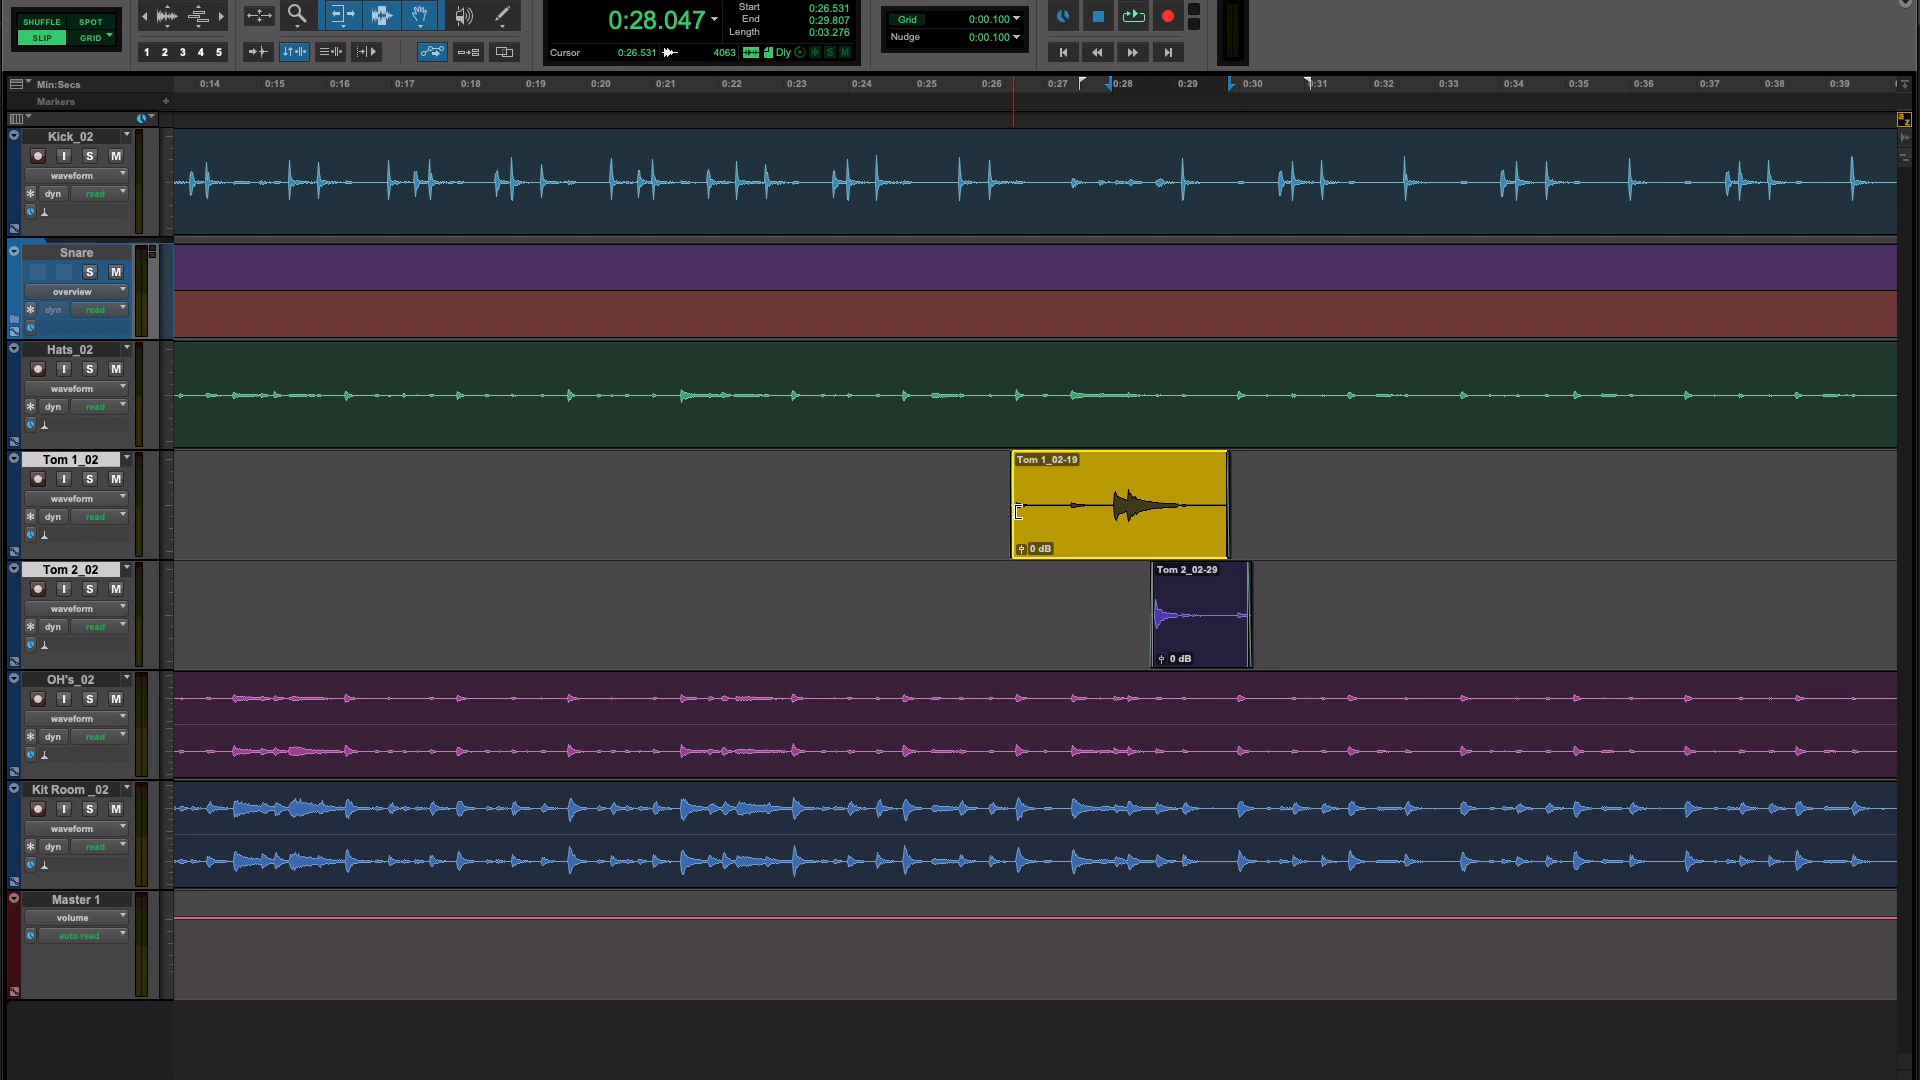 SHUFFLE SPOT
SLIP GRID
1 2 3 4 5
0:28.047
Start 0:26.531
End 0:29.807
Length 0:03.276
Cursor 0:26.531 4063 Dly S M
Grid 0:00.100
Nudge 0:00.100
Min:Secs 0:14 0:15 0:16 0:17 0:18 0:19 0:20 0:21 0:22 0:23 0:24 0:25 0:26 0:27 0:28 0:29 0:30 0:31 0:32 0:33 0:34 0:35 0:36 0:37 0:38 0:39
Markers +
a z
Kick_02
I S M
waveform
dyn read
Snare
S M
overview
dyn read
Hats_02
I S M
waveform
dyn read
Tom 1_02
I S M
waveform
dyn read
Tom 1_02-19
0 dB
Tom 2_02
I S M
waveform
dyn read
Tom 2_02-29
0 dB
OH's_02
I S M
waveform
dyn read
Kit Room _02
I S M
waveform
dyn read
Master 1
volume
auto read